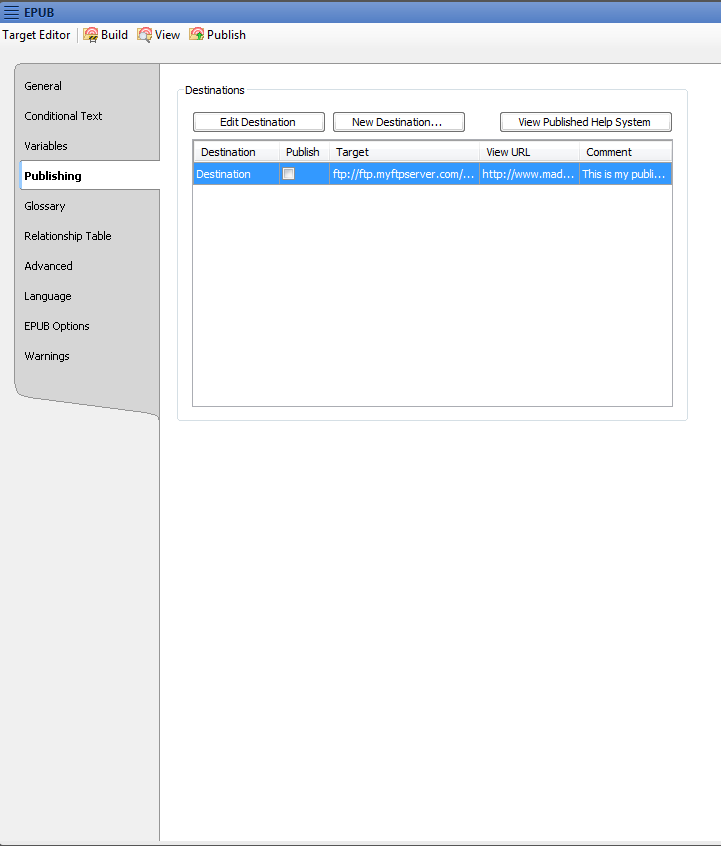 EPUB
Target Editor Build View Publish
General
Conditional Text
Variables
Publishing
Glossary
Relationship Table
Advanced
Language
EPUB Options
Warnings
Destinations
Edit Destination New Destination... View Published Help System
Destination Publish Target View URL Comment
Destination ftp://ftp.myftpserver.com/... http://www.mad... This is my publi...